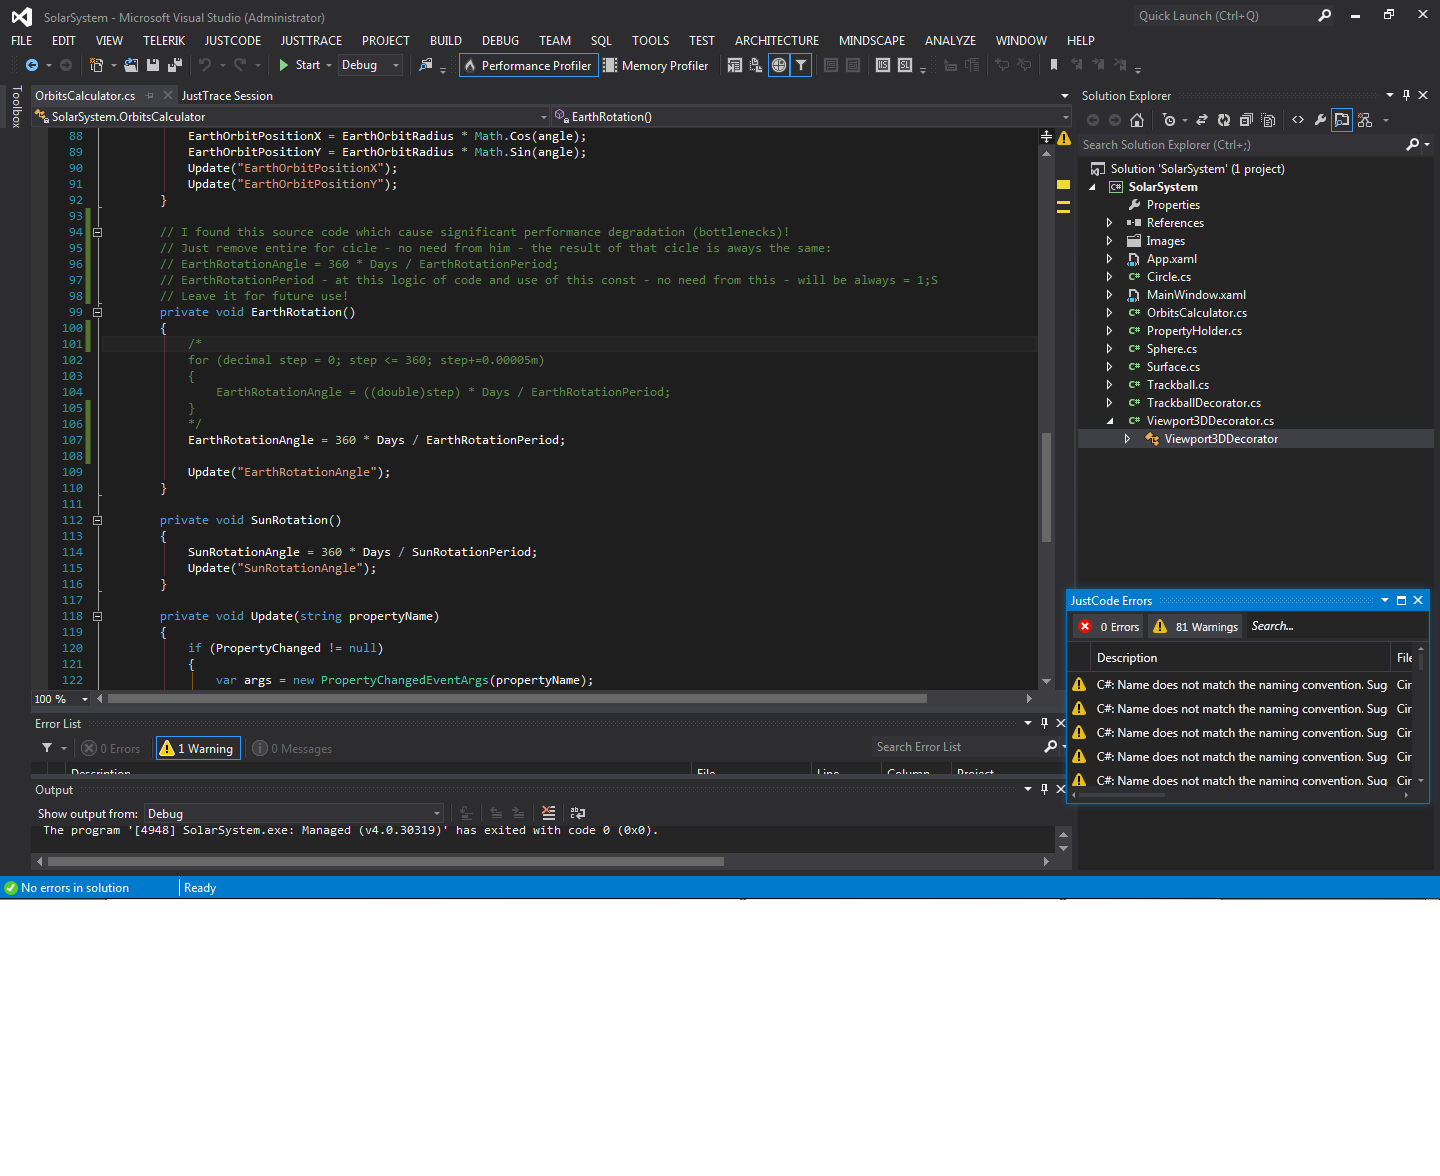 SolarSystem - Microsoft Visual Studio (Administrator)
Quick Launch (Ctrl+Q)
FILE EDIT VIEW TELERIK JUSTCODE JUSTTRACE PROJECT BUILD DEBUG TEAM SQL TOOLS TEST ARCHITECTURE MINDSCAPE ANALYZE WINDOW HELP
Start Debug Performance Profiler Memory Profiler
Toolbox
OrbitsCalculator.cs JustTrace Session
SolarSystem.OrbitsCalculator EarthRotation()
88 EarthOrbitPositionX = EarthOrbitRadius * Math.Cos(angle);
89 EarthOrbitPositionY = EarthOrbitRadius * Math.Sin(angle);
90 Update("EarthOrbitPositionX");
91 Update("EarthOrbitPositionY");
92 }
93
94 // I found this source code which cause significant performance degradation (bottlenecks)!
95 // Just remove entire for cicle - no need from him - the result of that cicle is aways the same:
96 // EarthRotationAngle = 360 * Days / EarthRotationPeriod;
97 // EarthRotationPeriod - at this logic of code and use of this const - no need from this - will be always = 1;S
98 // Leave it for future use!
99 private void EarthRotation()
100 {
101 /*
102 for (decimal step = 0; step <= 360; step+=0.00005m)
103 {
104 EarthRotationAngle = ((double)step) * Days / EarthRotationPeriod;
105 }
106 */
107 EarthRotationAngle = 360 * Days / EarthRotationPeriod;
108
109 Update("EarthRotationAngle");
110 }
111
112 private void SunRotation()
113 {
114 SunRotationAngle = 360 * Days / SunRotationPeriod;
115 Update("SunRotationAngle");
116 }
117
118 private void Update(string propertyName)
119 {
120 if (PropertyChanged != null)
121 {
122 var args = new PropertyChangedEventArgs(propertyName);
100 %
Error List
0 Errors 1 Warning 0 Messages
Search Error List
Description File Line Column Project
Output
Show output from: Debug
The program '[4948] SolarSystem.exe: Managed (v4.0.30319)' has exited with code 0 (0x0).
No errors in solution Ready
Solution Explorer
Search Solution Explorer (Ctrl+;)
Solution 'SolarSystem' (1 project)
C# SolarSystem
Properties
References
Images
App.xaml
C# Circle.cs
MainWindow.xaml
C# OrbitsCalculator.cs
C# PropertyHolder.cs
C# Sphere.cs
C# Surface.cs
C# Trackball.cs
C# TrackballDecorator.cs
C# Viewport3DDecorator.cs
Viewport3DDecorator
JustCode Errors
0 Errors 81 Warnings Search...
Description File
C#: Name does not match the naming convention. Sug Cir
C#: Name does not match the naming convention. Sug Cir
C#: Name does not match the naming convention. Sug Cir
C#: Name does not match the naming convention. Sug Cir
C#: Name does not match the naming convention. Sug Cir